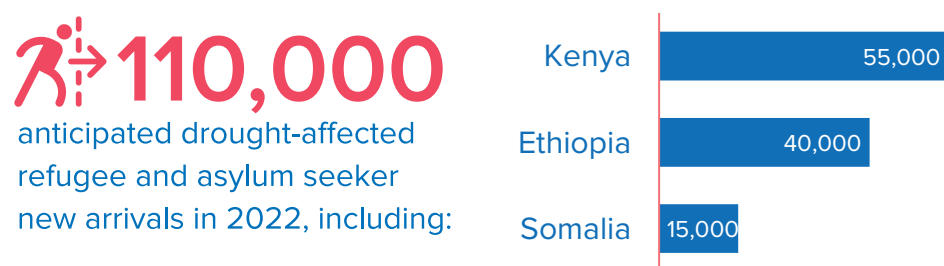 110,000
anticipated drought-affected
refugee and asylum seeker
new arrivals in 2022, including:
Kenya 55,000
Ethiopia 40,000
Somalia 15,000